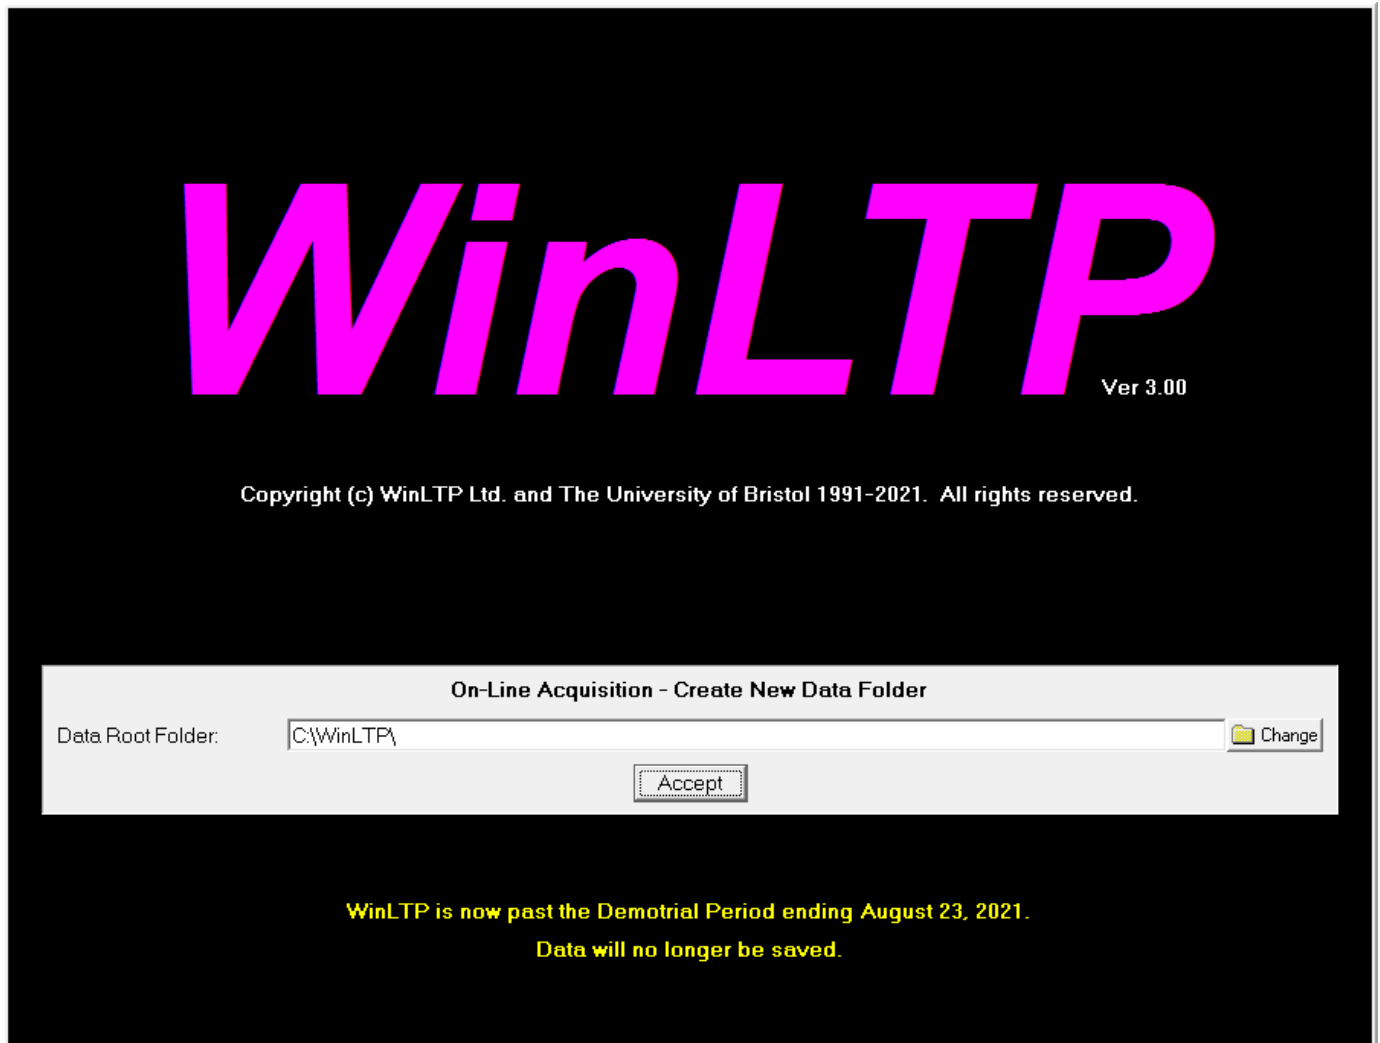 WinLTP
Ver 3.00
Copyright (c) WinLTP Ltd. and The University of Bristol 1991-2021.  All rights reserved.
On-Line Acquisition - Create New Data Folder
Data Root Folder: C:\WinLTP\ Change
Accept
WinLTP is now past the Demotrial Period ending August 23, 2021.
Data will no longer be saved.